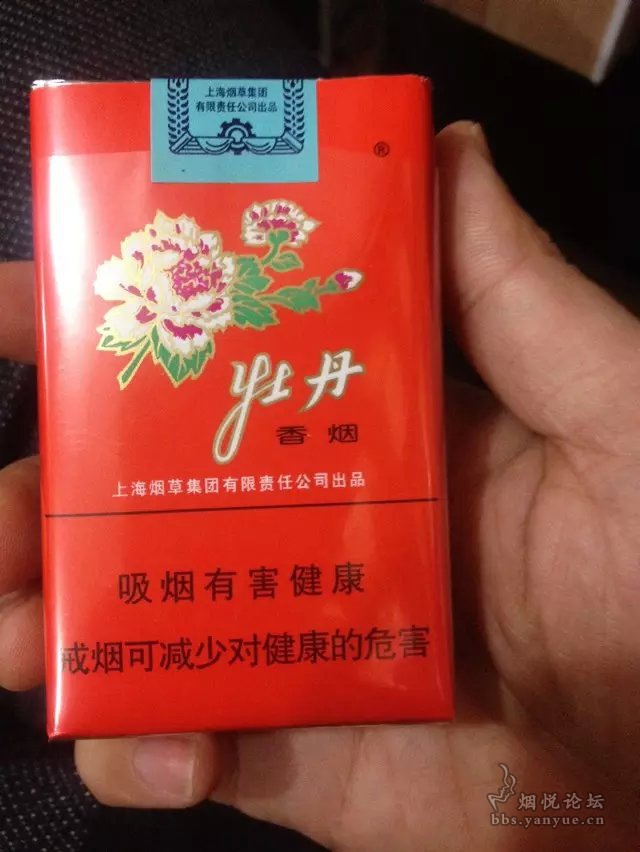 上海烟草集团
有限责任公司出品
®
牡丹
香烟
上海烟草集团有限责任公司出品
吸烟有害健康
戒烟可减少对健康的危害
烟悦论坛
bbs.yanyue.cn